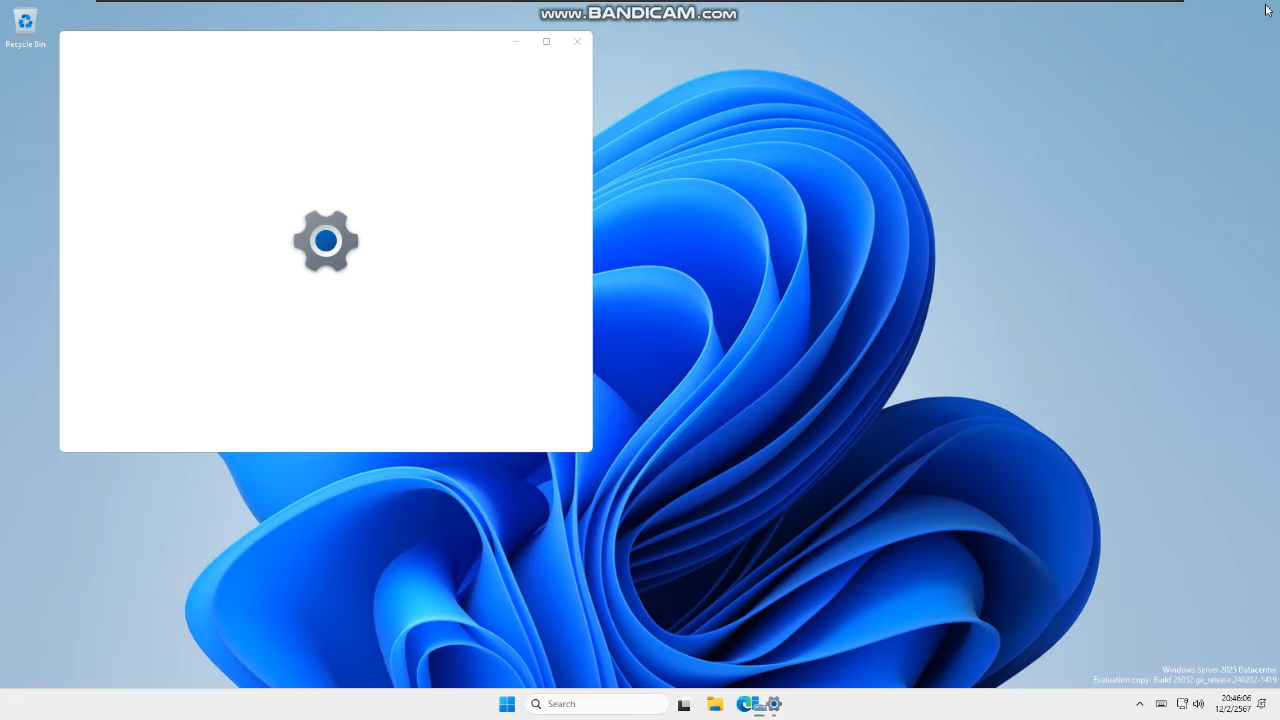 www.BANDICAM.com
Recycle Bin
Windows Server 2025 Datacenter
Evaluation copy. Build 26052.ge_release.240202-1419
Search
20:46:06
12/2/2567